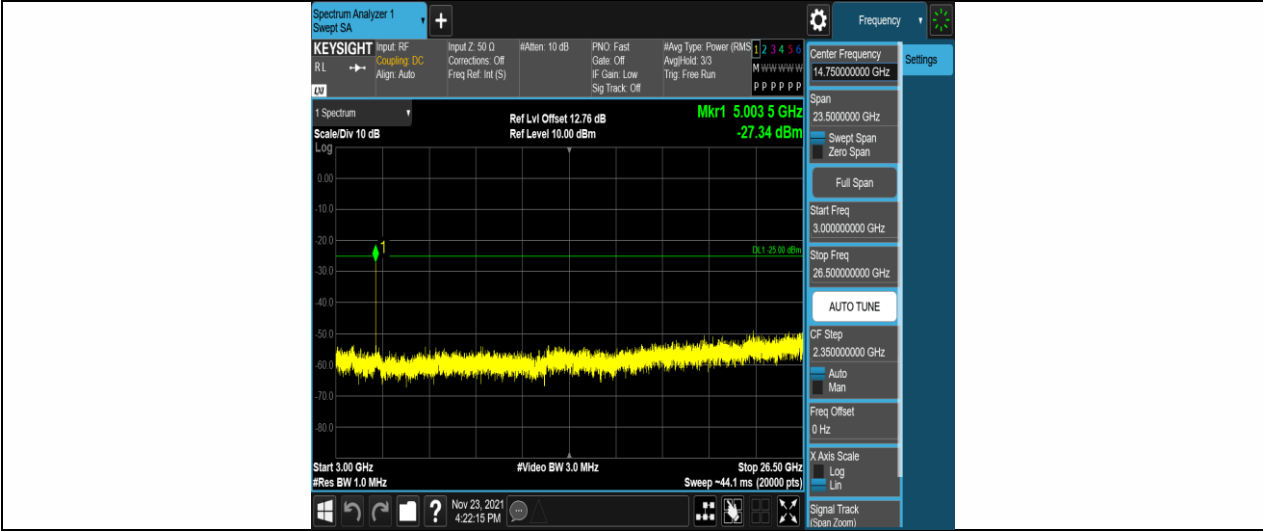 Spectrum Analyzer 1
Swept SA
+
Frequency
KEYSIGHT
Input: RF
Input Z: 50 Ω
#Atten: 10 dB
PNO: Fast
#Avg Type: Power (RMS
1 2 3 4 5 6
R L
Coupling: DC
Corrections: Off
Gate: Off
Avg|Hold: 3/3
M W W W W W
Align: Auto
Freq Ref: Int (S)
IF Gain: Low
Trig: Free Run
Sig Track: Off
P P P P P P
LXI
1 Spectrum
Ref Lvl Offset 12.76 dB
Mkr1 5.003 5 GHz
Scale/Div 10 dB
Ref Level 10.00 dBm
-27.34 dBm
Log
0.00
-10.0
-20.0
1
DL1 -25.00 dBm
-30.0
-40.0
-50.0
-60.0
-70.0
-80.0
Start 3.00 GHz
#Video BW 3.0 MHz
Stop 26.50 GHz
#Res BW 1.0 MHz
Sweep ~44.1 ms (20000 pts)
?
Nov 23, 2021
4:22:15 PM
Center Frequency
14.750000000 GHz
Settings
Span
23.5000000 GHz
Swept Span
Zero Span
Full Span
Start Freq
3.000000000 GHz
Stop Freq
26.500000000 GHz
AUTO TUNE
CF Step
2.350000000 GHz
Auto
Man
Freq Offset
0 Hz
X Axis Scale
Log
Lin
Signal Track
(Span Zoom)